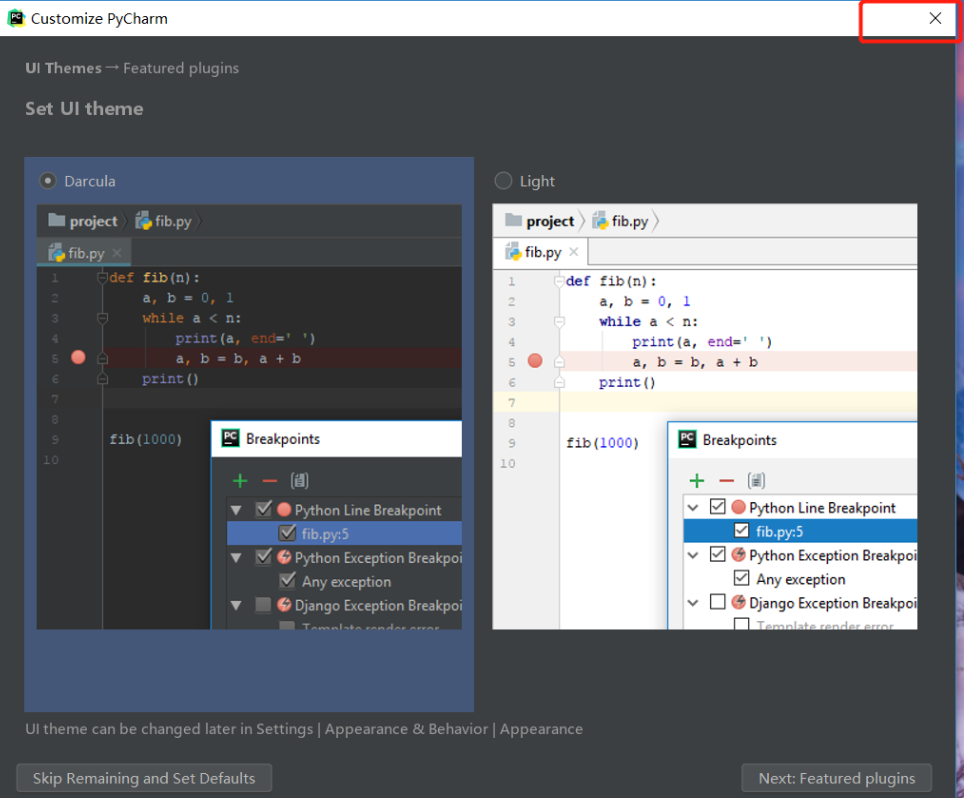 PC Customize PyCharm
UI Themes → Featured plugins
Set UI theme
Darcula
project fib.py
fib.py
1 def fib(n):
2 a, b = 0, 1
3 while a < n:
4 print(a, end=' ')
5 a, b = b, a + b
6 print()
7
8
9 fib(1000)
10
PC Breakpoints
Python Line Breakpoint
fib.py:5
Python Exception Breakpoi
Any exception
Django Exception Breakpoi
Template render error
Light
project fib.py
fib.py
1 def fib(n):
2 a, b = 0, 1
3 while a < n:
4 print(a, end=' ')
5 a, b = b, a + b
6 print()
7
8
9 fib(1000)
10
PC Breakpoints
Python Line Breakpoint
fib.py:5
Python Exception Breakpoi
Any exception
Django Exception Breakpoi
Template render error
UI theme can be changed later in Settings | Appearance & Behavior | Appearance
Skip Remaining and Set Defaults
Next: Featured plugins